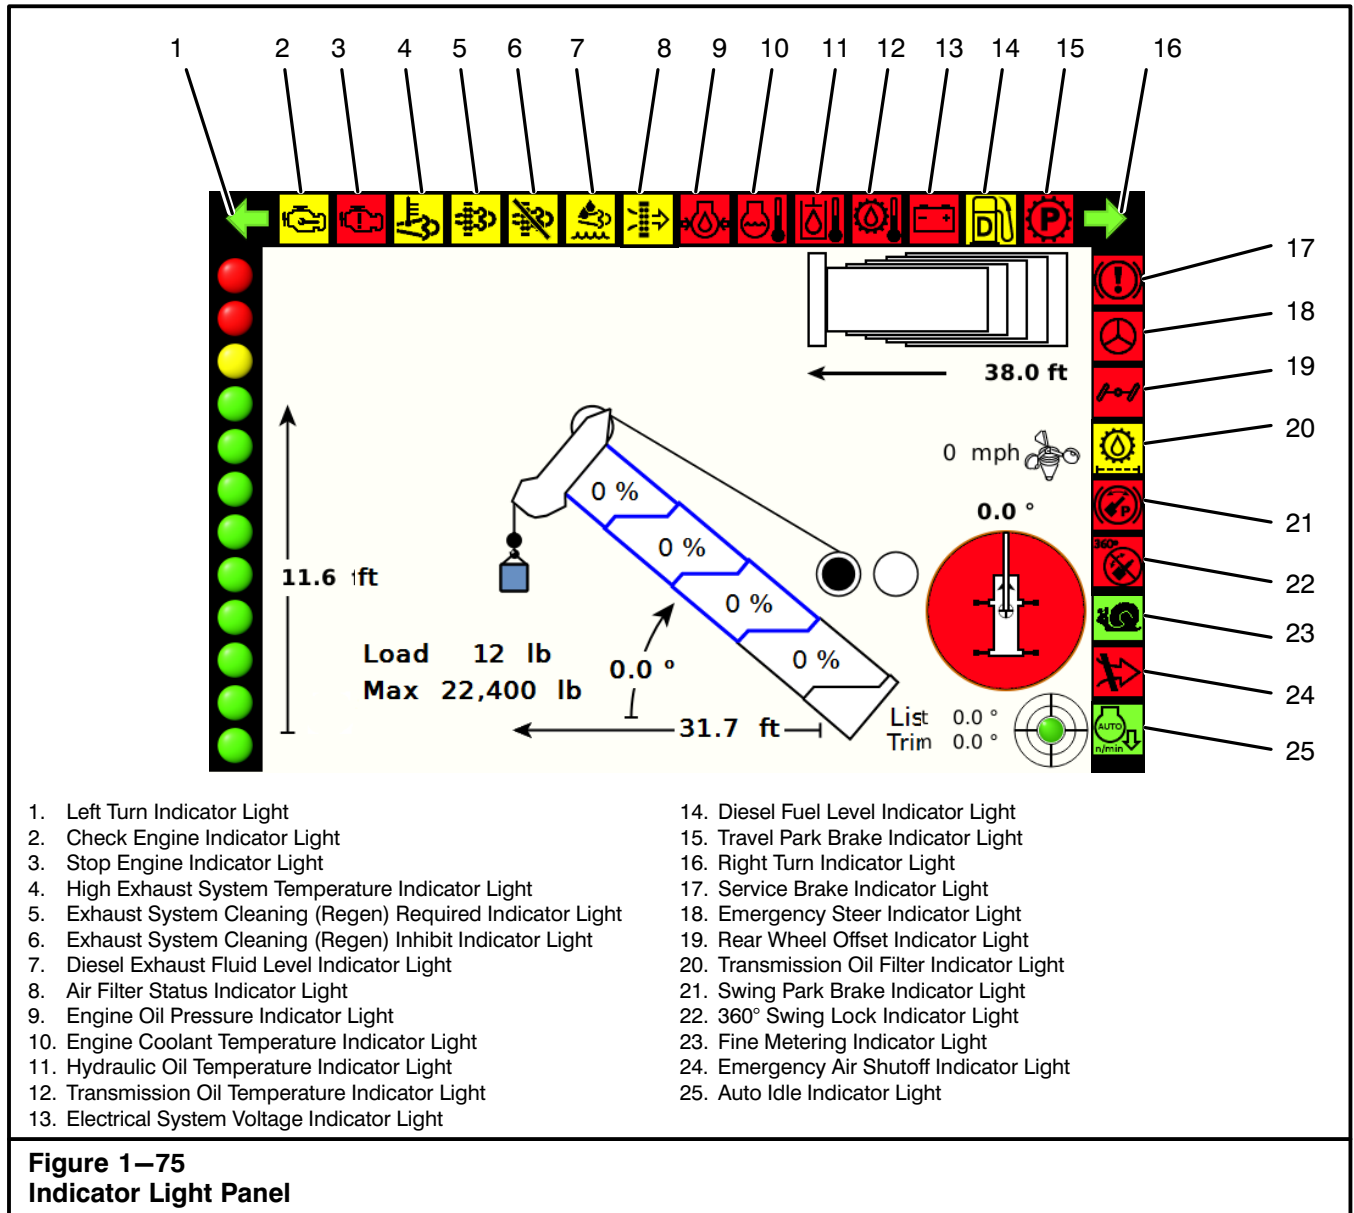 1 2 3 4 5 6 7 8 9 10 11 12 13 14 15 16
D P
17
18
19
20
21
22
23
24
25
38.0 ft
0 mph
0.0 °
360°
P
AUTO
n/min
0 %
0 %
0 %
0 %
11.6 ft
Load 12 lb
Max 22,400 lb
0.0 °
31.7 ft
List 0.0 °
Trim 0.0 °
1. Left Turn Indicator Light
2. Check Engine Indicator Light
3. Stop Engine Indicator Light
4. High Exhaust System Temperature Indicator Light
5. Exhaust System Cleaning (Regen) Required Indicator Light
6. Exhaust System Cleaning (Regen) Inhibit Indicator Light
7. Diesel Exhaust Fluid Level Indicator Light
8. Air Filter Status Indicator Light
9. Engine Oil Pressure Indicator Light
10. Engine Coolant Temperature Indicator Light
11. Hydraulic Oil Temperature Indicator Light
12. Transmission Oil Temperature Indicator Light
13. Electrical System Voltage Indicator Light
14. Diesel Fuel Level Indicator Light
15. Travel Park Brake Indicator Light
16. Right Turn Indicator Light
17. Service Brake Indicator Light
18. Emergency Steer Indicator Light
19. Rear Wheel Offset Indicator Light
20. Transmission Oil Filter Indicator Light
21. Swing Park Brake Indicator Light
22. 360° Swing Lock Indicator Light
23. Fine Metering Indicator Light
24. Emergency Air Shutoff Indicator Light
25. Auto Idle Indicator Light
Figure 1—75
Indicator Light Panel